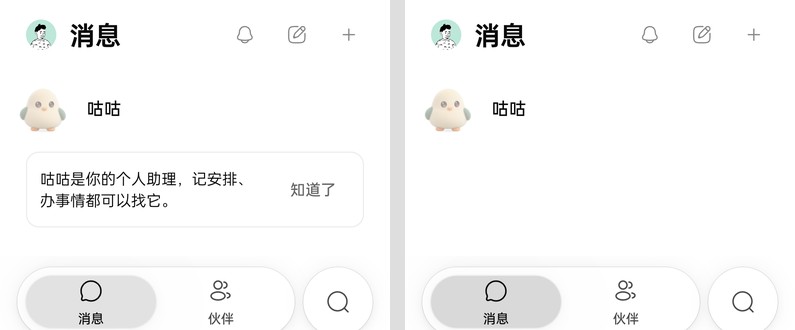 消息
咕咕
咕咕是你的个人助理，记安排、
办事情都可以找它。
知道了
消息
伙伴
消息
咕咕
消息
伙伴